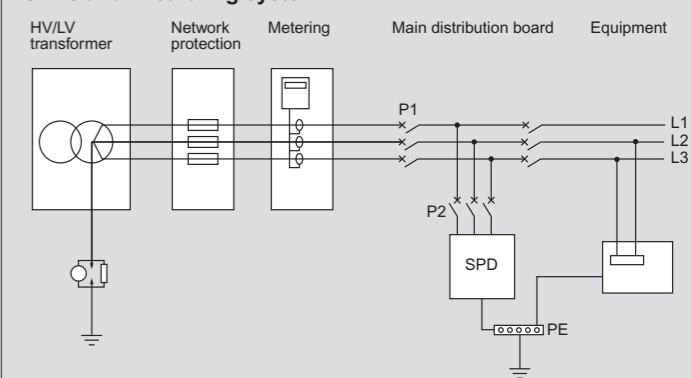 HV/LV
transformer
Network
protection
Metering
Main distribution board
Equipment
P1
L1
L2
L3
P2
SPD
PE